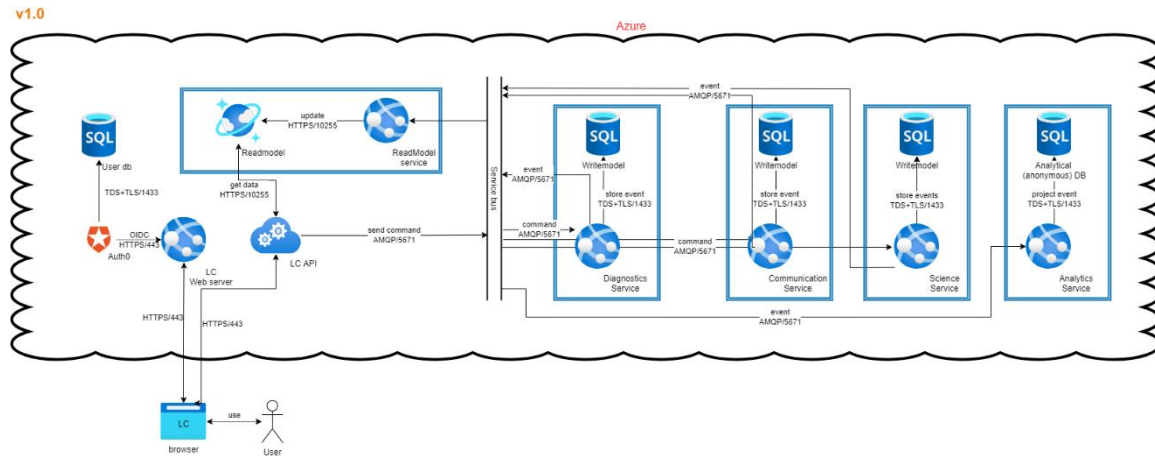 v1.0
Azure
SQL
User db
TDS+TLS/1433
Auth0
OIDC
HTTPS/443
LC
Web server
Readmodel
update
HTTPS/10255
ReadModel
service
get data
HTTPS/10255
LC API
send command
AMQP/5671
HTTPS/443
HTTPS/443
LC
browser
use
User
Service bus
event
AMQP/5671
event
AMQP/5671
command
AMQP/5671
SQL
Writemodel
store event
TDS+TLS/1433
Diagnostics
Service
command
AMQP/5671
SQL
Writemodel
store event
TDS+TLS/1433
Communication
Service
SQL
Writemodel
store events
TDS+TLS/1433
Science
Service
SQL
Analytical
(anonymous) DB
project event
TDS+TLS/1433
Analytics
Service
event
AMQP/5671